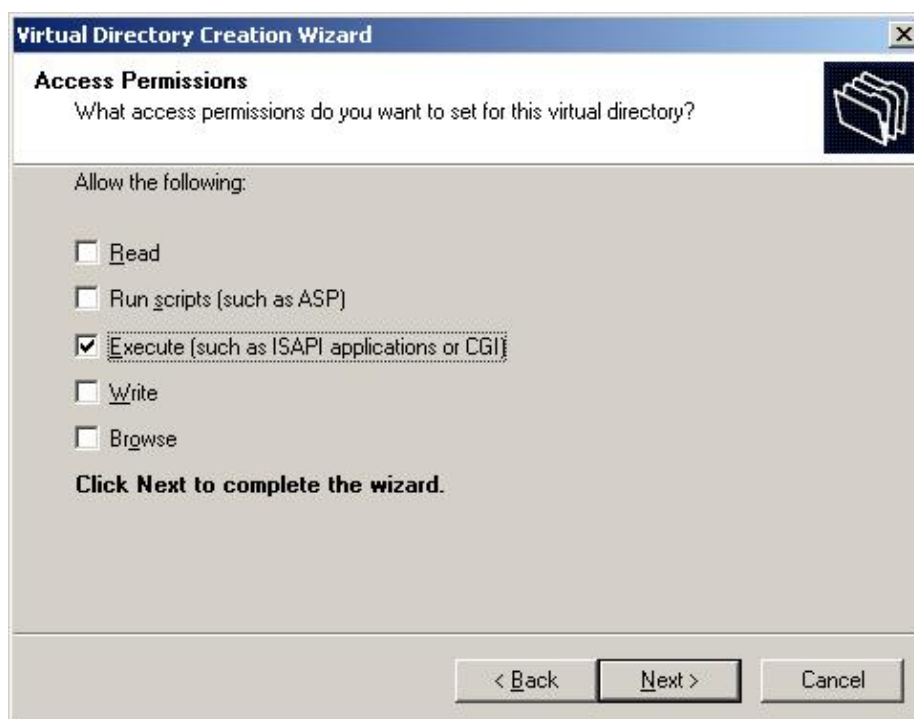 Virtual Directory Creation Wizard
Access Permissions
What access permissions do you want to set for this virtual directory?
Allow the following:
Read
Run scripts (such as ASP)
Execute (such as ISAPI applications or CGI)
Write
Browse
Click Next to complete the wizard.
< Back Next > Cancel